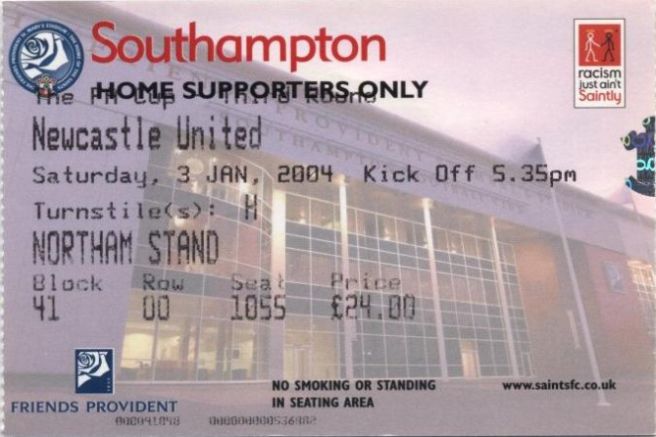 Southampton
HOME SUPPORTERS ONLY
The FA Cup - Third Round
Newcastle United
Saturday, 3 JAN, 2004 Kick Off 5.35pm
Turnstile(s): H
NORTHAM STAND
Block Row Seat Price
41 00 1055 £24.00
racism
just ain't
Saintly
FRIENDS PROVIDENT
NO SMOKING OR STANDING
IN SEATING AREA
www.saintsfc.co.uk